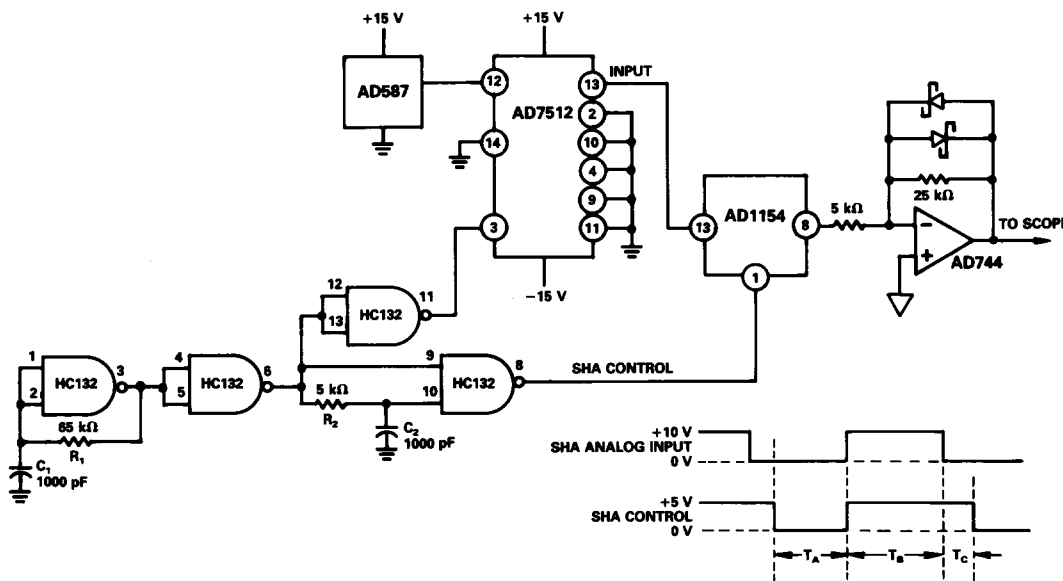 +15 V
+15 V
AD587
12
14
3
AD7512
13
2
10
4
9
11
INPUT
−15 V
AD1154
13
8
1
5 kΩ
25 kΩ
−
+
AD744
TO SCOPE
12
13
HC132
11
1
2
HC132
3
4
5
HC132
6
9
10
HC132
8
SHA CONTROL
65 kΩ
R1
C1
1000 pF
5 kΩ
R2
C2
1000 pF
+10 V
SHA ANALOG INPUT
0 V
+5 V
SHA CONTROL
0 V
TA
TB
TC